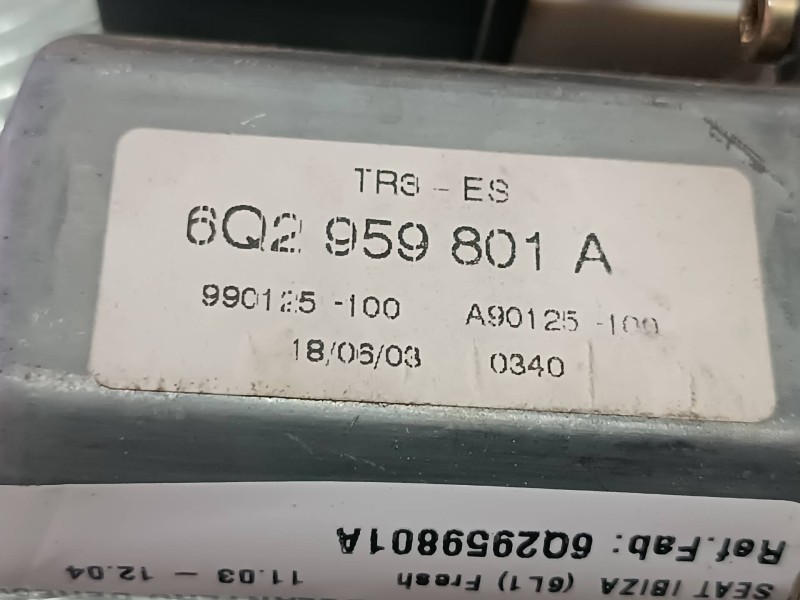 TR3 - ES
6Q2 959 801 A
990125 -100 A90125 -100
18/06/03 0340
Ref.Fab: 6Q2959801A
SEAT IBIZA (6L1) Fresh
11.03 - 12.04